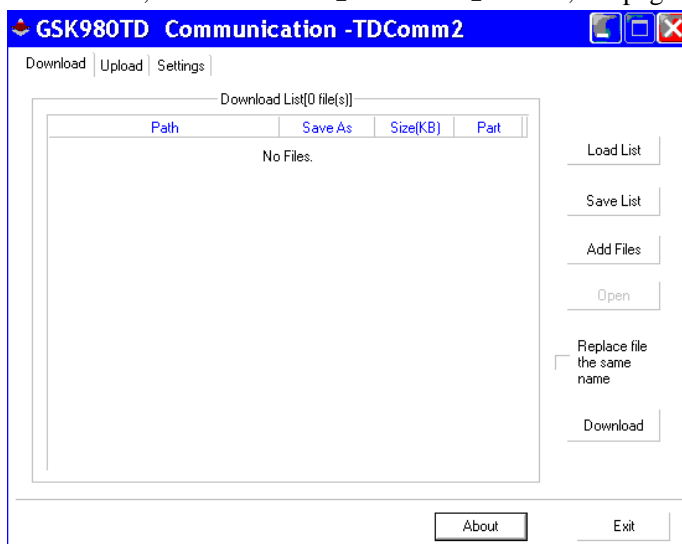 GSK980TD Communication -TDComm2
Download Upload Settings
Download List[0 file(s)]
Path Save As Size(KB) Part
No Files.
Load List
Save List
Add Files
Open
Replace file
the same
name
Download
About Exit